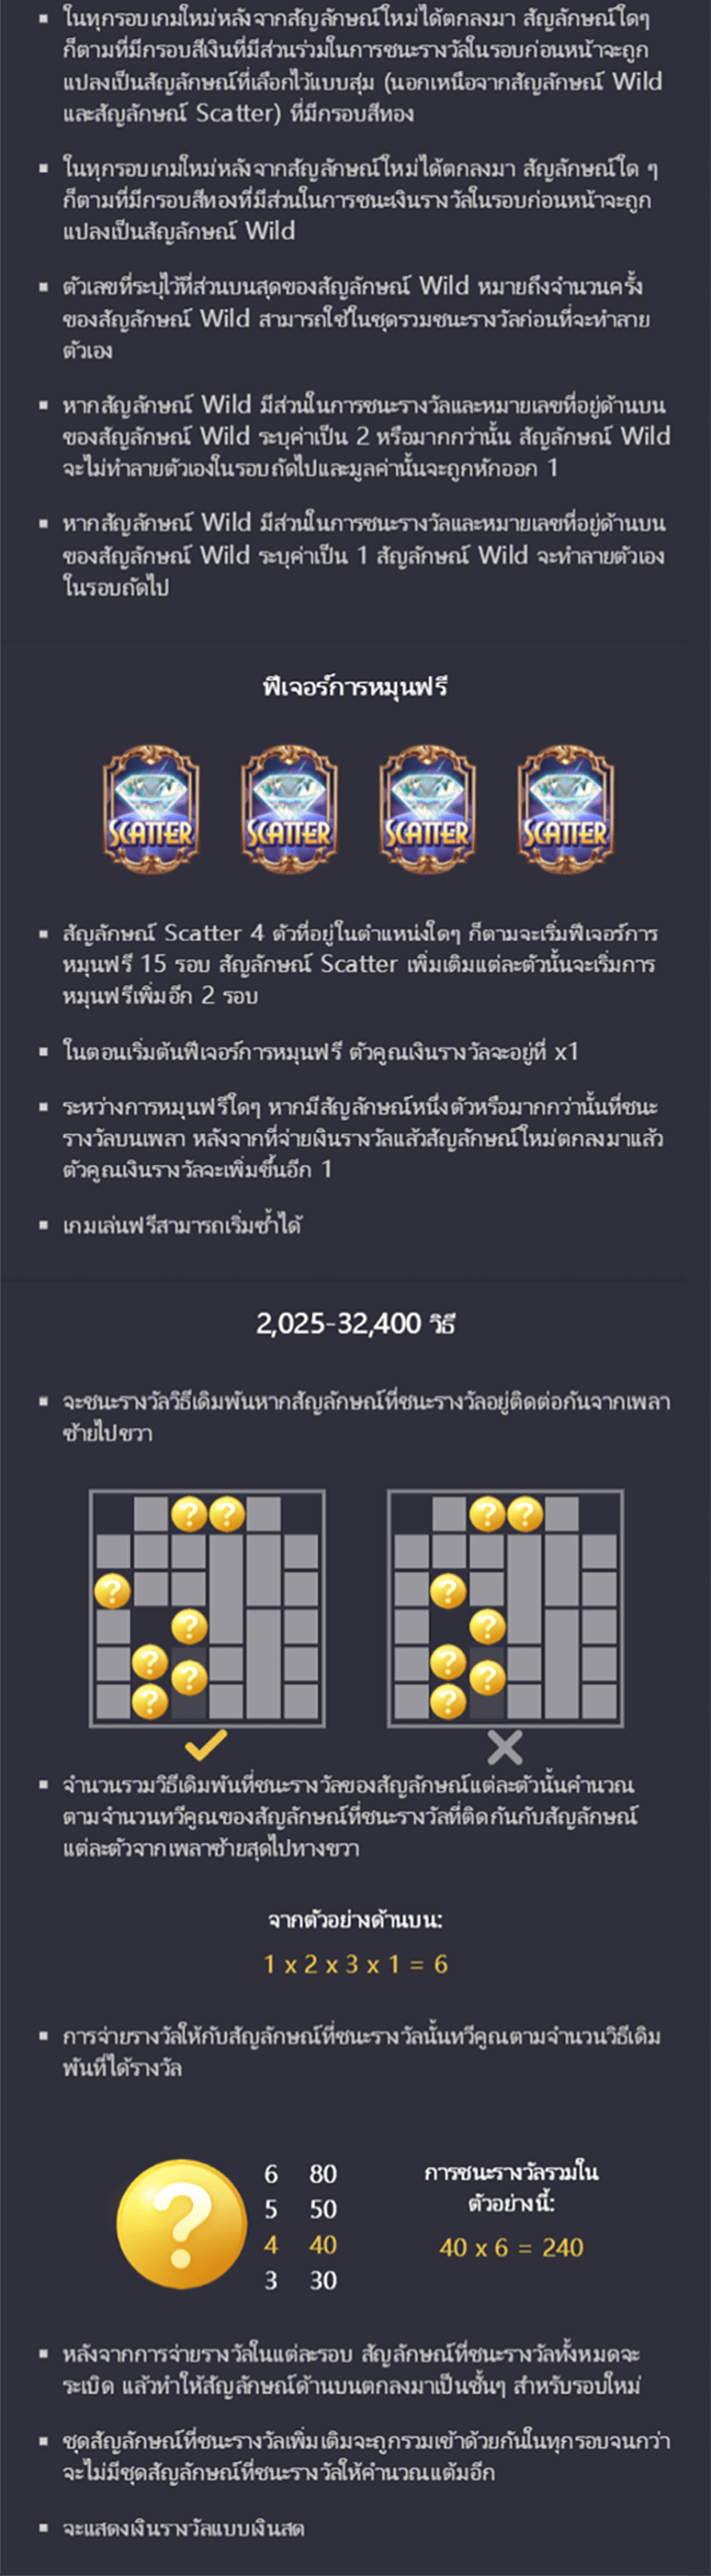 ▪ ในทุกรอบเกมใหม่หลังจากสัญลักษณ์ใหม่ได้ตกลงมา สัญลักษณ์ใดๆ
ก็ตามที่มีกรอบสีเงินที่มีส่วนร่วมในการชนะรางวัลในรอบก่อนหน้าจะถูก
แปลงเป็นสัญลักษณ์ที่เลือกไว้แบบสุ่ม (นอกเหนือจากสัญลักษณ์ Wild
และสัญลักษณ์ Scatter) ที่มีกรอบสีทอง
▪ ในทุกรอบเกมใหม่หลังจากสัญลักษณ์ใหม่ได้ตกลงมา สัญลักษณ์ใด ๆ
ก็ตามที่มีกรอบสีทองที่มีส่วนในการชนะเงินรางวัลในรอบก่อนหน้าจะถูก
แปลงเป็นสัญลักษณ์ Wild
▪ ตัวเลขที่ระบุไว้ที่ส่วนบนสุดของสัญลักษณ์ Wild หมายถึงจำนวนครั้ง
ของสัญลักษณ์ Wild สามารถใช้ในชุดรวมชนะรางวัลก่อนที่จะทำลาย
ตัวเอง
▪ หากสัญลักษณ์ Wild มีส่วนในการชนะรางวัลและหมายเลขที่อยู่ด้านบน
ของสัญลักษณ์ Wild ระบุค่าเป็น 2 หรือมากกว่านั้น สัญลักษณ์ Wild
จะไม่ทำลายตัวเองในรอบถัดไปและมูลค่านั้นจะถูกหักออก 1
▪ หากสัญลักษณ์ Wild มีส่วนในการชนะรางวัลและหมายเลขที่อยู่ด้านบน
ของสัญลักษณ์ Wild ระบุค่าเป็น 1 สัญลักษณ์ Wild จะทำลายตัวเอง
ในรอบถัดไป
ฟีเจอร์การหมุนฟรี
SCATTER SCATTER SCATTER SCATTER
▪ สัญลักษณ์ Scatter 4 ตัวที่อยู่ในตำแหน่งใดๆ ก็ตามจะเริ่มฟีเจอร์การ
หมุนฟรี 15 รอบ สัญลักษณ์ Scatter เพิ่มเติมแต่ละตัวนั้นจะเริ่มการ
หมุนฟรีเพิ่มอีก 2 รอบ
▪ ในตอนเริ่มต้นฟีเจอร์การหมุนฟรี ตัวคูณเงินรางวัลจะอยู่ที่ x1
▪ ระหว่างการหมุนฟรีใดๆ หากมีสัญลักษณ์หนึ่งตัวหรือมากกว่านั้นที่ชนะ
รางวัลบนเพลา หลังจากที่จ่ายเงินรางวัลแล้วสัญลักษณ์ใหม่ตกลงมาแล้ว
ตัวคูณเงินรางวัลจะเพิ่มขึ้นอีก 1
▪ เกมเล่นฟรีสามารถเริ่มซ้ำได้
2,025-32,400 วิธี
▪ จะชนะรางวัลวิธีเดิมพันหากสัญลักษณ์ที่ชนะรางวัลอยู่ติดต่อกันจากเพลา
ซ้ายไปขวา
? ? ? ?
? ?
? ?
? ? ? ?
? ?
▪ จำนวนรวมวิธีเดิมพันที่ชนะรางวัลของสัญลักษณ์แต่ละตัวนั้นคำนวณ
ตามจำนวนทวีคูณของสัญลักษณ์ที่ชนะรางวัลที่ติดกันกับสัญลักษณ์
แต่ละตัวจากเพลาซ้ายสุดไปทางขวา
จากตัวอย่างด้านบน:
1 x 2 x 3 x 1 = 6
▪ การจ่ายรางวัลให้กับสัญลักษณ์ที่ชนะรางวัลนั้นทวีคูณตามจำนวนวิธีเดิม
พันที่ได้รางวัล
?
6 80
5 50
4 40
3 30
การชนะรางวัลรวมใน
ตัวอย่างนี้:
40 x 6 = 240
▪ หลังจากการจ่ายรางวัลในแต่ละรอบ สัญลักษณ์ที่ชนะรางวัลทั้งหมดจะ
ระเบิด แล้วทำให้สัญลักษณ์ด้านบนตกลงมาเป็นชั้นๆ สำหรับรอบใหม่
▪ ชุดสัญลักษณ์ที่ชนะรางวัลเพิ่มเติมจะถูกรวมเข้าด้วยกันในทุกรอบจนกว่า
จะไม่มีชุดสัญลักษณ์ที่ชนะรางวัลให้คำนวณแต้มอีก
▪ จะแสดงเงินรางวัลแบบเงินสด